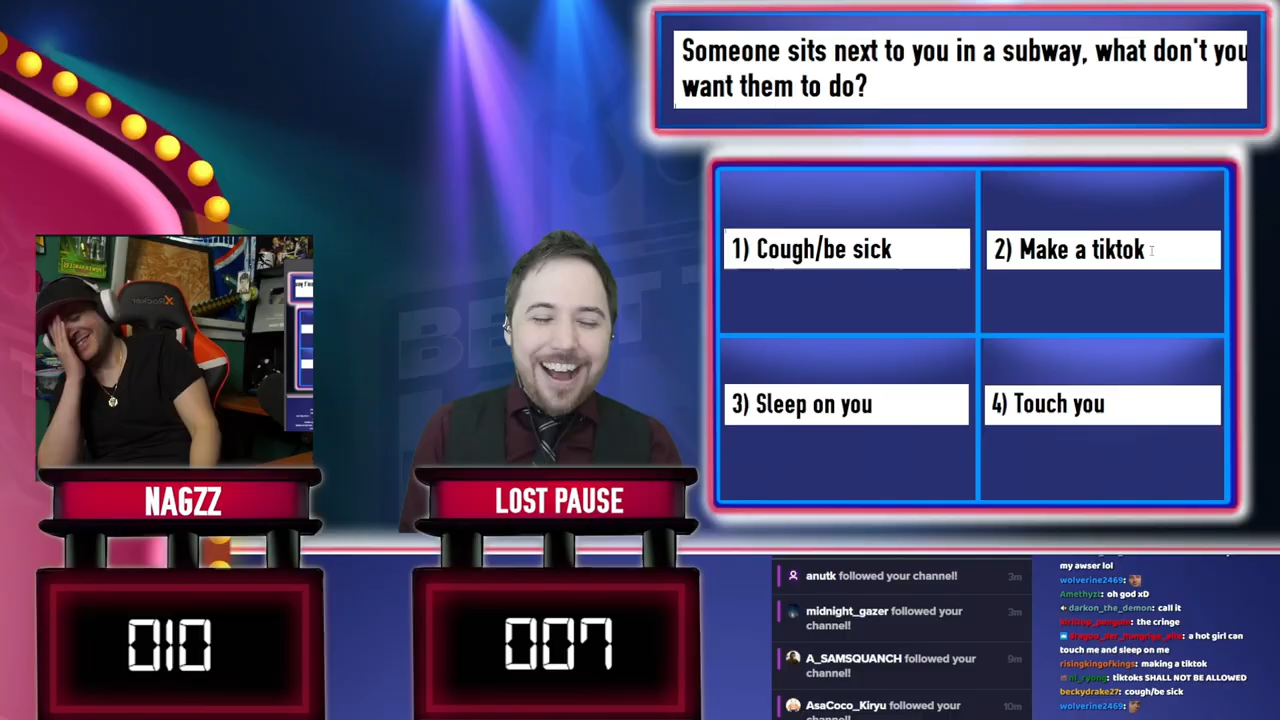 Someone sits next to you in a subway, what don't you
want them to do?
1) Cough/be sick
2) Make a tiktok
3) Sleep on you
4) Touch you
NAGZZ
LOST PAUSE
010
007
anutk followed your channel!
3m
midnight_gazer followed your
channel!
3m
A_SAMSQUANCH followed your
channel!
9m
AsaCoco_Kiryu followed your
10m
my awser lol
wolverine2469:
Amethyzt: oh god xD
darkon_the_demon: call it
the cringe
a hot girl can
touch me and sleep on me
risingkingofkings: making a tiktok
tiktoks SHALL NOT BE ALLOWED
beckydrake27: cough/be sick
wolverine2469: